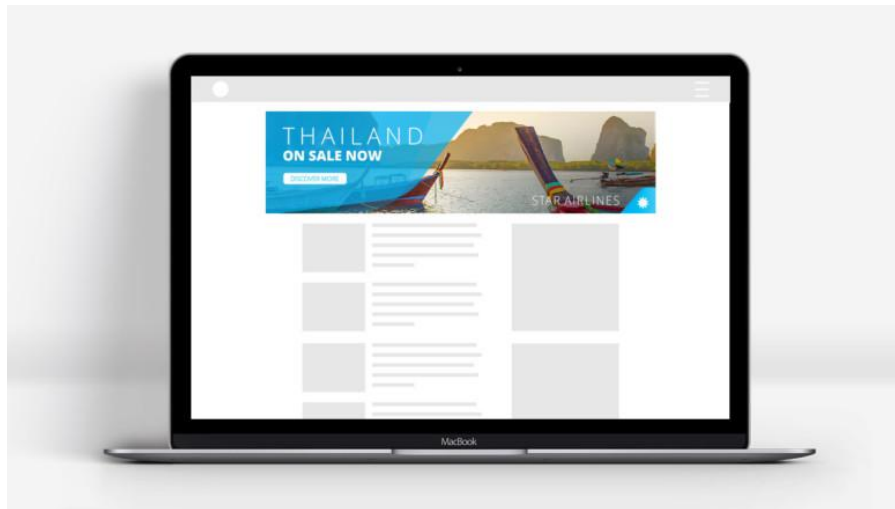 THAILAND
ON SALE NOW
DISCOVER MORE
STAR AIRLINES
MacBook